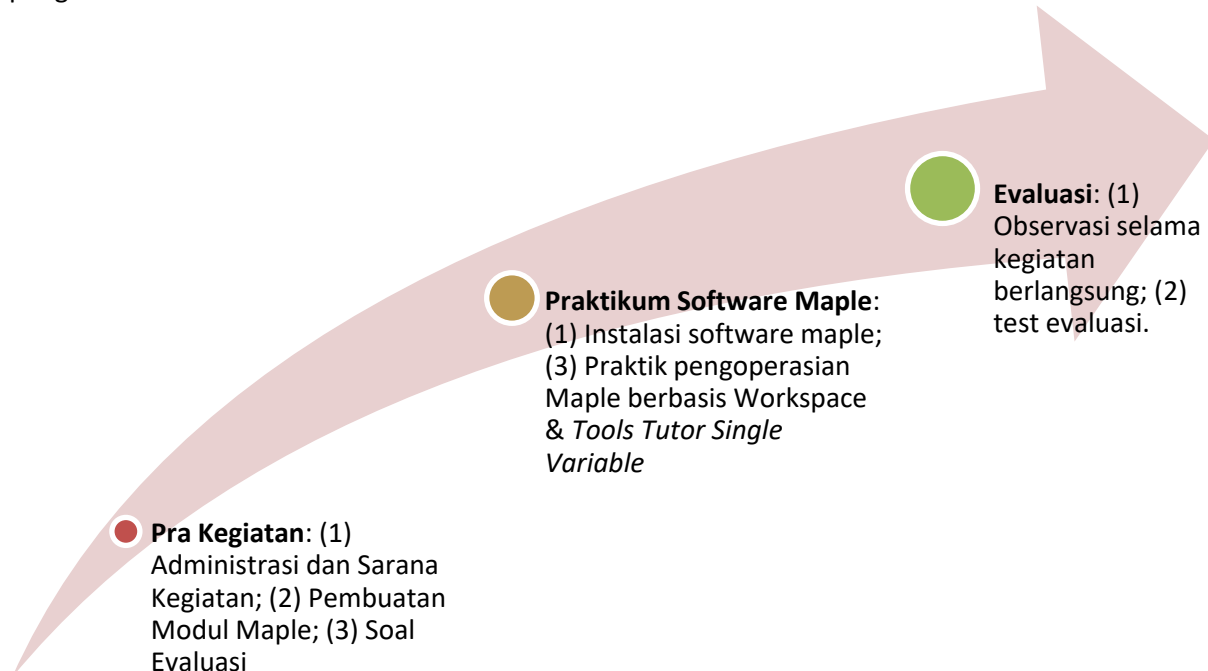 Pra Kegiatan: (1)
Administrasi dan Sarana
Kegiatan; (2) Pembuatan
Modul Maple; (3) Soal
Evaluasi
Praktikum Software Maple:
(1) Instalasi software maple;
(3) Praktik pengoperasian
Maple berbasis Workspace
& Tools Tutor Single
Variable
Evaluasi: (1)
Observasi selama
kegiatan
berlangsung; (2)
test evaluasi.